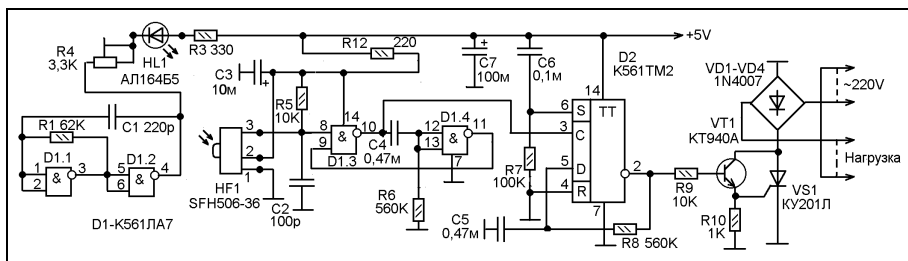 R4
3,3K
HL1
АЛ164Б5
R3 330
R12
220
+5V
C3
10м
+
R5
10K
C7
100м
+
C6
0,1м
D2
К561ТМ2
VD1-VD4
1N4007
~220V
C1 220p
R1 62K
1
2
&
3
D1.1
5
6
&
4
D1.2
D1-К561ЛА7
3
2
1
HF1
SFH506-36
C2
100p
14
8
9
&
10
D1.3
C4
0,47м
D1.4
12
13
&
11
7
R6
560K
R7
100K
14
6
S
TT
3
C
5
D
4
R
2
7
C5
0,47м
R8 560K
R9
10K
VT1
КТ940А
R10
1K
VS1
КУ201Л
Нагрузка